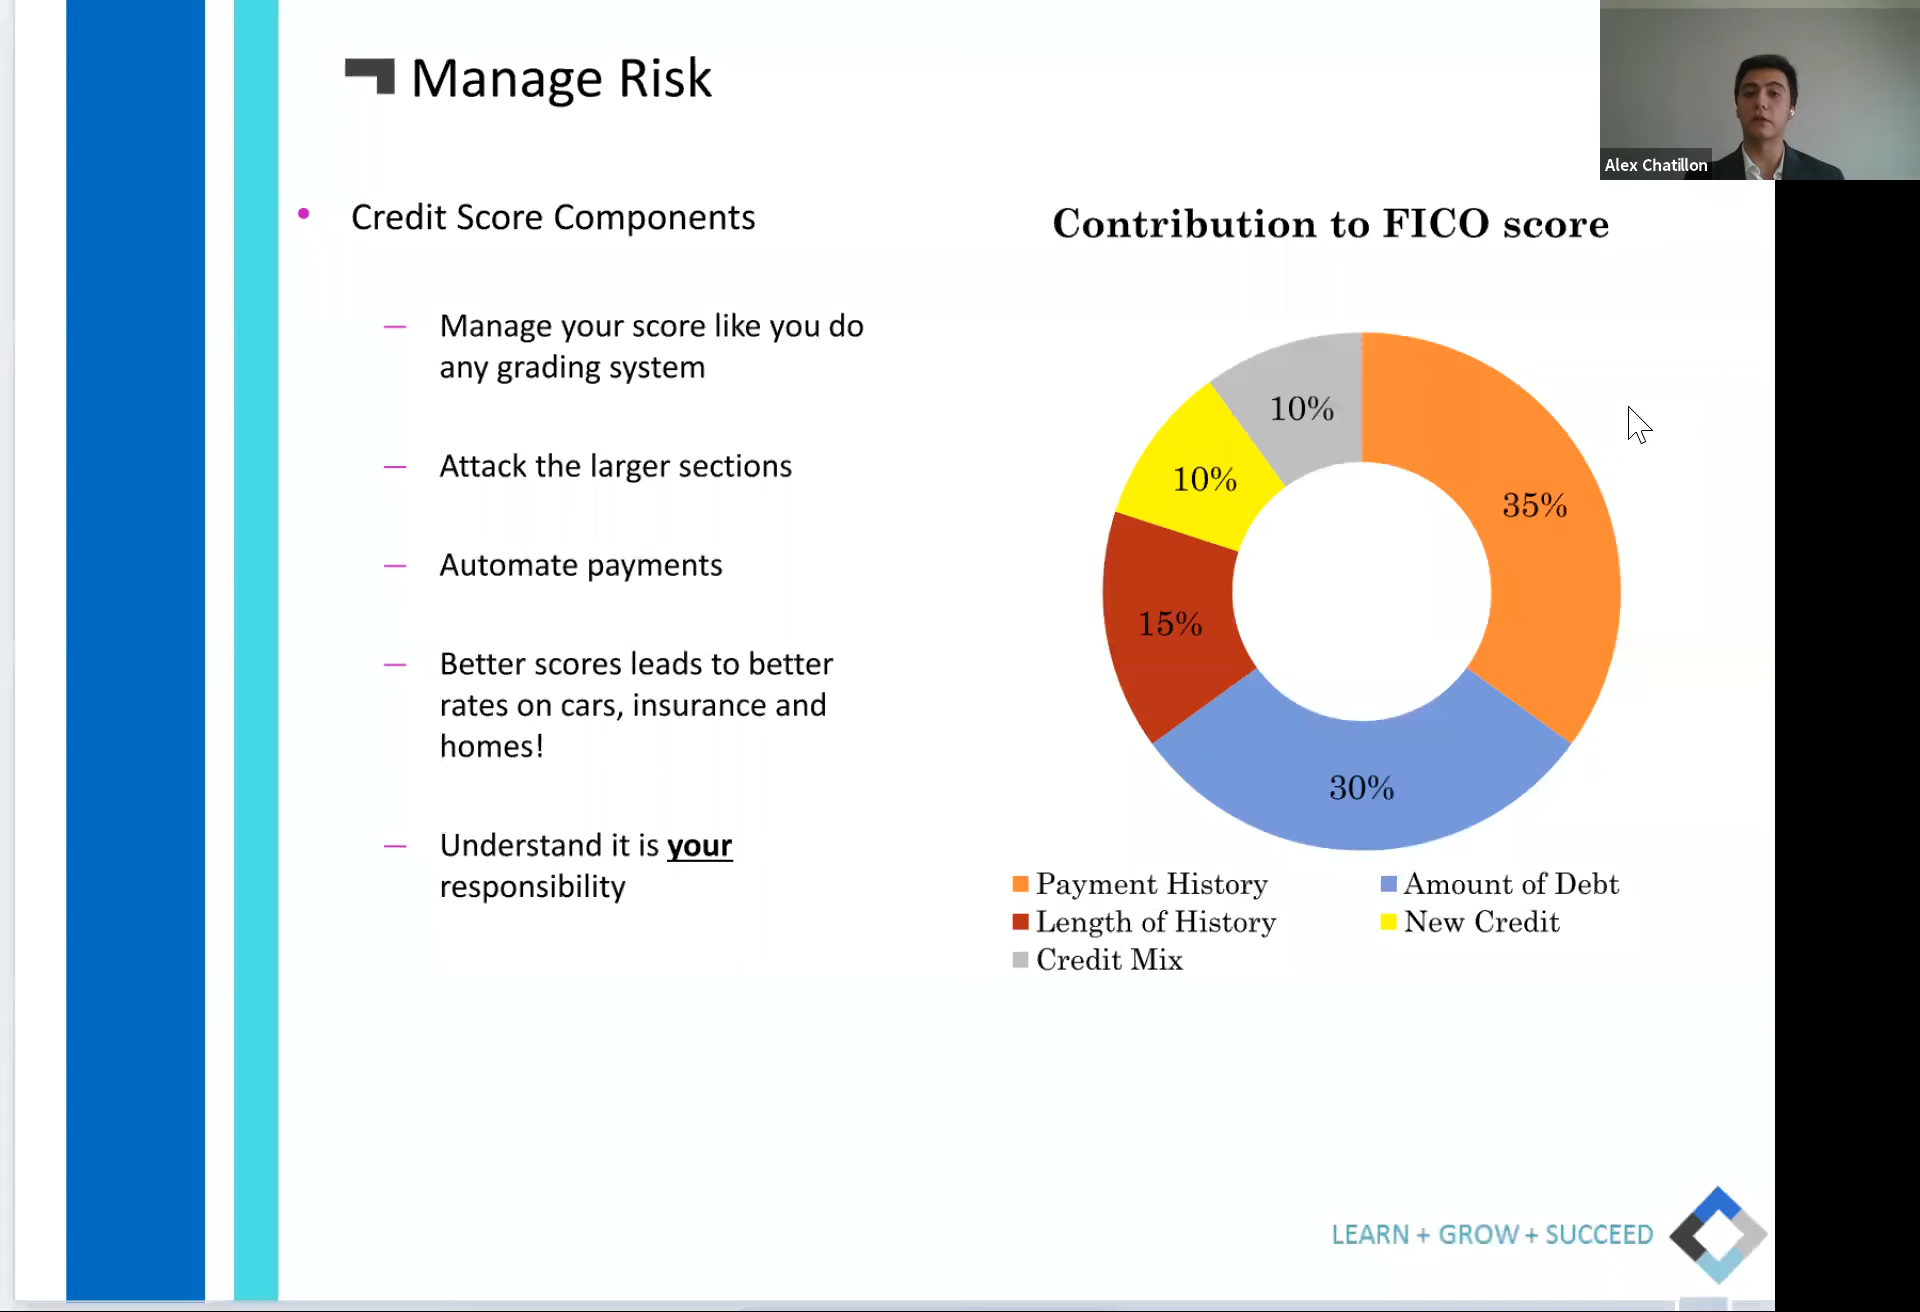 Manage Risk
Alex Chatillon
• Credit Score Components
— Manage your score like you do
any grading system
— Attack the larger sections
— Automate payments
— Better scores leads to better
rates on cars, insurance and
homes!
— Understand it is your
responsibility
Contribution to FICO score
10%
10%
35%
15%
30%
Payment History
Amount of Debt
Length of History
New Credit
Credit Mix
LEARN + GROW + SUCCEED